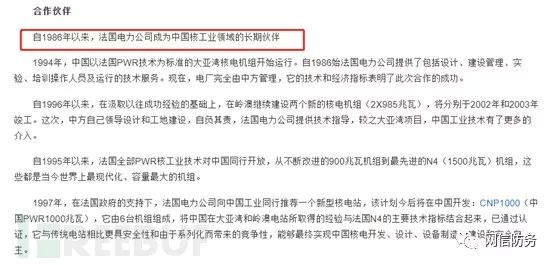 合作伙伴
自1986年以来，法国电力公司成为中国核工业领域的长期伙伴
1994年，中国以法国PWR技术为标准的大亚湾核电机组开始运行。自1986始法国电力公司提供了包括设计、建设管理、实
验、培训操作人员及运行的技术服务。现在，电厂完全由中方管理，它的技术和经济指标表明了此次合作的成功。
自1996年以来，在汲取以往成功经验的基础上，在岭澳继续建设两个新的核电机组（2X985兆瓦），将分别于2002年和2003年
竣工。这次，中方自己领导设计和工地建设，自负其责，法国电力公司提供技术指导，较之大亚湾项目，中国工业技术有了更多的
介入。
自1995年以来，法国全部PWR核工业技术对中国同行开放，从不断改进的900兆瓦机组到最先进的N4（1500兆瓦）机组，这
些都是当今世界上最现代化、容量最大的机组。
1997年，在法国政府的支持下，法国电力公司向中国工业同行推荐一个新型核电站，该计划今后将在中国开发：CNP1000（中
国PWR1000兆瓦），它由6台机组组成，将中国在大亚湾和岭澳电站所取得的经验与法国N4的主要技术指标结合起来，已通过认
证，它与传统电站相比更具安全性和由于系列化而带来的竞争性，能够最终实现中国核电开发、设计、设备制造、建设
主。
REEBUF
网信防务